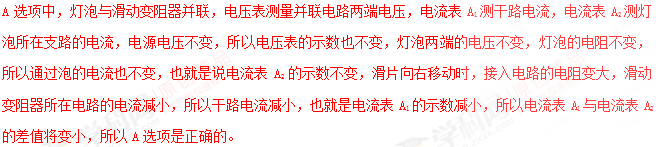 A 选项中，灯泡与滑动变阻器并联，电压表测量并联电路两端电压，电流表 A₁测干路电流，电流表 A₂测灯
泡所在支路的电流，电源电压不变，所以电压表的示数也不变，灯泡两端的电压不变，灯泡的电阻不变，
所以通过泡的电流也不变，也就是说电流表 A₂ 的示数不变，滑片向右移动时，接入电路的电阻变大，滑动
变阻器所在电路的电流减小，所以干路电流减小，也就是电流表 A₁ 的示数减小，所以电流表 A₁ 与电流表 A₂
的差值将变小，所以 A 选项是正确的。